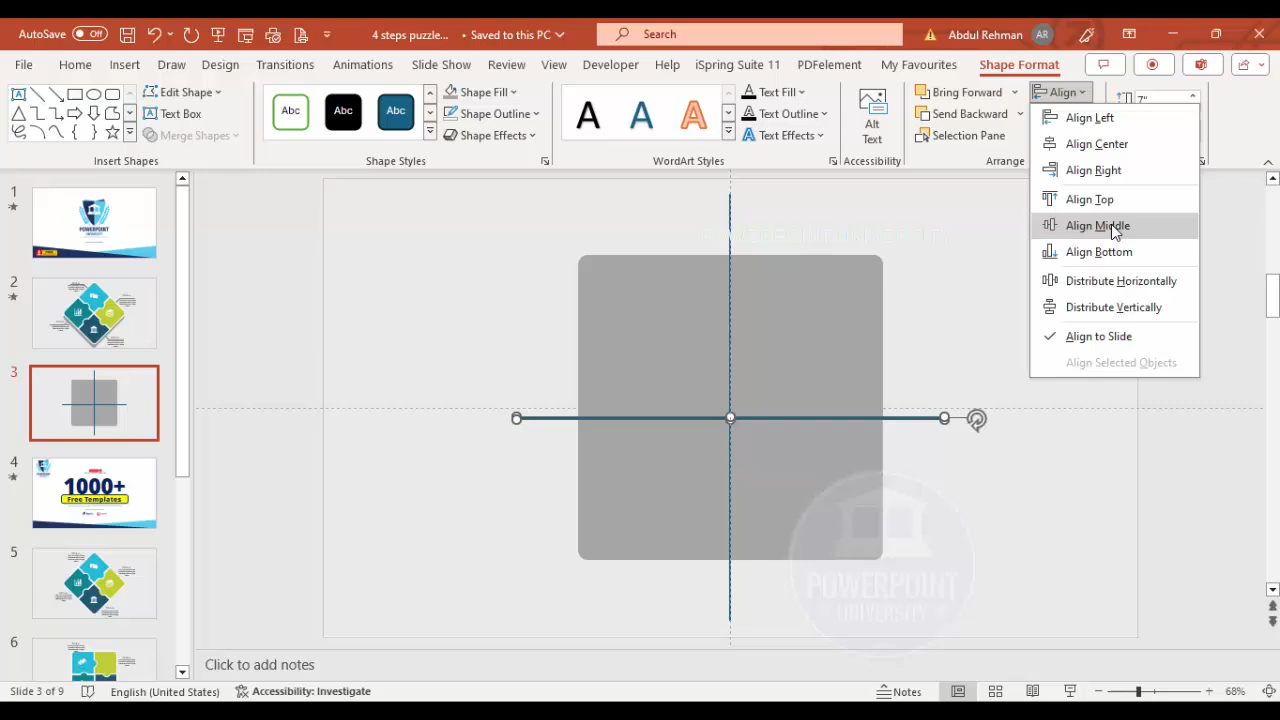 AutoSave Off 4 steps puzzle... • Saved to this PC Search Abdul Rehman AR
File Home Insert Draw Design Transitions Animations Slide Show Review View Developer Help iSpring Suite 11 PDFelement My Favourites Shape Format
Edit Shape
Text Box
Merge Shapes
Insert Shapes
Abc Abc Abc
Shape Fill
Shape Outline
Shape Effects
Shape Styles
A A A
Text Fill
Text Outline
Text Effects
WordArt Styles
Alt
Text
Accessibility
Bring Forward
Send Backward
Selection Pane
Arrange
Align
7"
Align Left
Align Center
Align Right
Align Top
Align Middle
Align Bottom
Distribute Horizontally
Distribute Vertically
Align to Slide
Align Selected Objects
1
POWERPOINT
UNIVERSITY
2
3
4
1000+
Free Templates
5
6
POWERPOINT UNIVERSITY
POWERPOINT
UNIVERSITY
Click to add notes
Slide 3 of 9 English (United States) Accessibility: Investigate Notes 68%